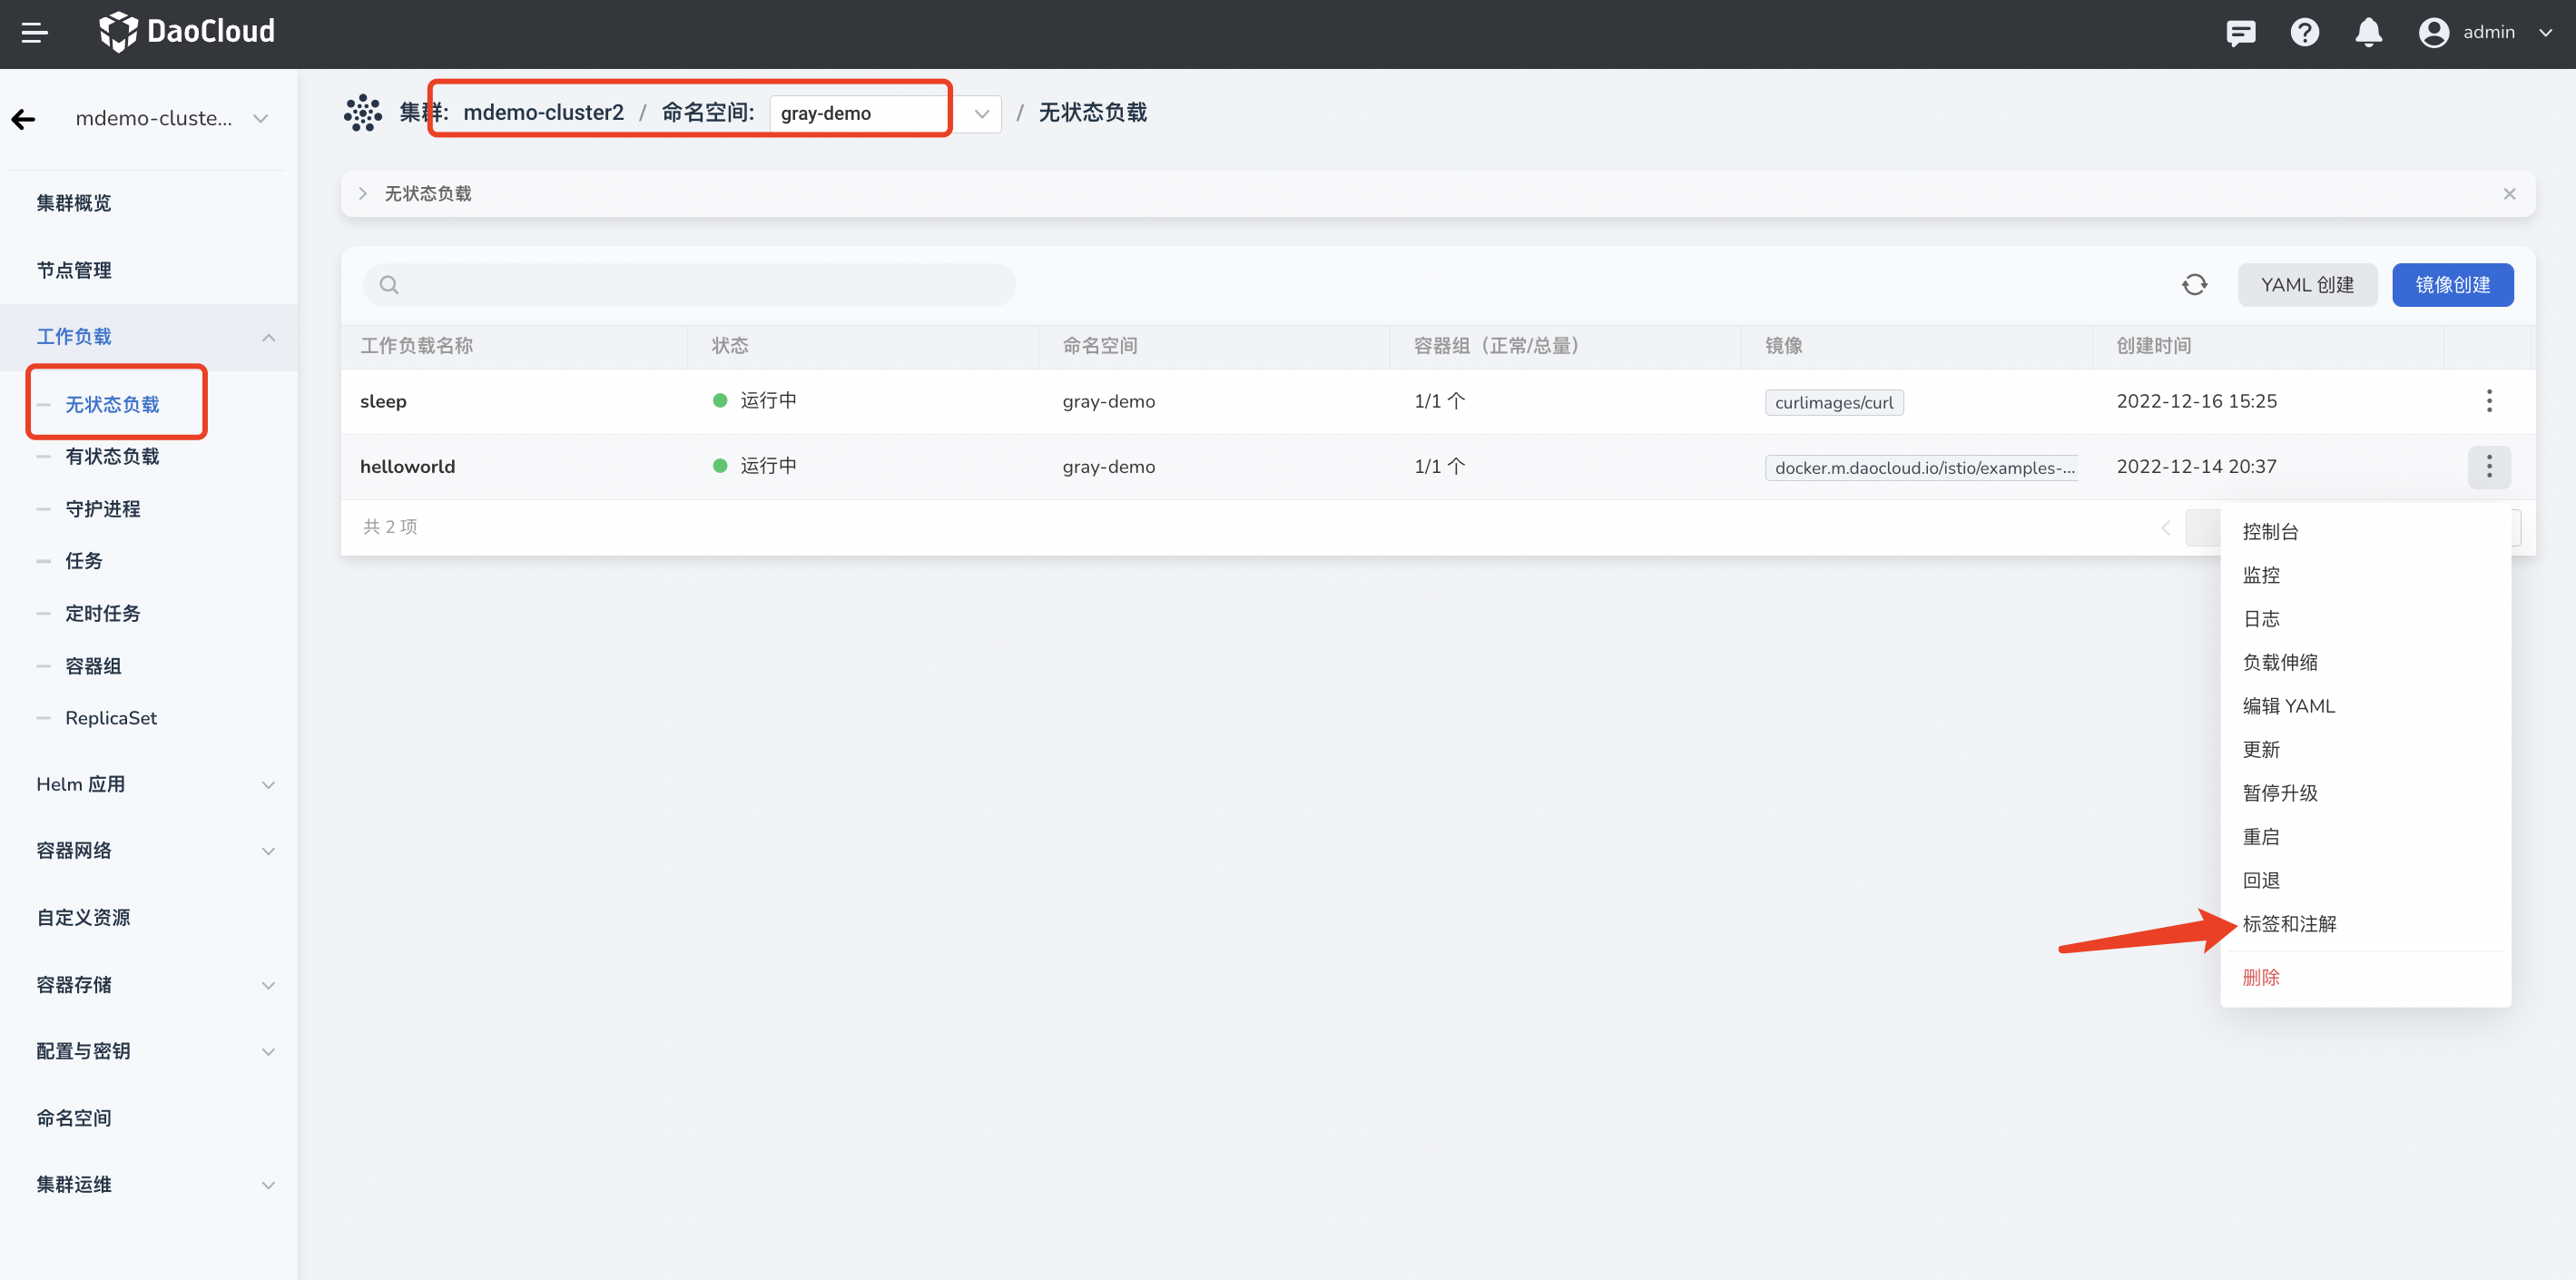 DaoCloud
admin
mdemo-cluste...
集群: mdemo-cluster2 / 命名空间: gray-demo / 无状态负载
无状态负载
集群概览
节点管理
工作负载
无状态负载
有状态负载
守护进程
任务
定时任务
容器组
ReplicaSet
Helm 应用
容器网络
自定义资源
容器存储
配置与密钥
命名空间
集群运维
YAML 创建
镜像创建
工作负载名称 状态 命名空间 容器组（正常/总量） 镜像 创建时间
sleep 运行中 gray-demo 1/1 个 curlimages/curl 2022-12-16 15:25
helloworld 运行中 gray-demo 1/1 个 docker.m.daocloud.io/istio/examples-... 2022-12-14 20:37
共 2 项
控制台
监控
日志
负载伸缩
编辑 YAML
更新
暂停升级
重启
回退
标签和注解
删除